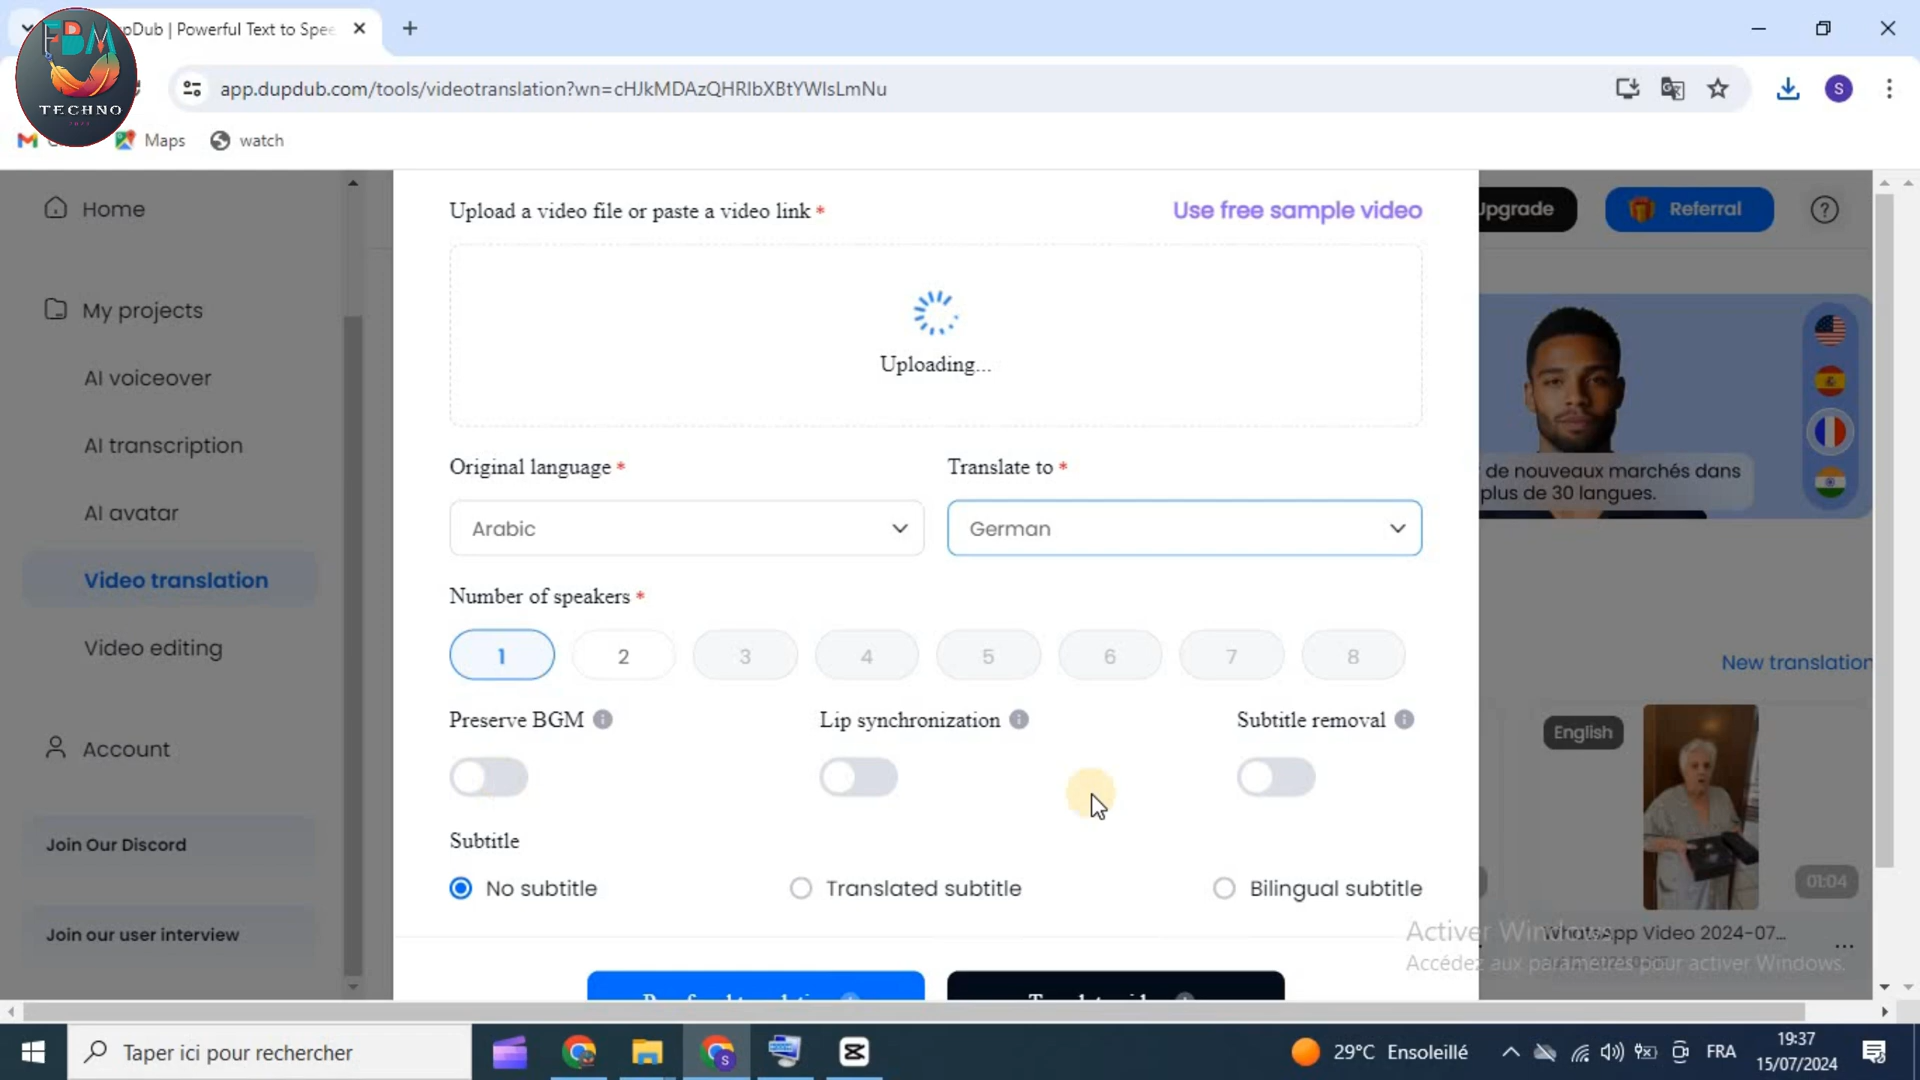 pDub | Powerful Text to Spee
FBM
TECHNO
app.dupdub.com/tools/videotranslation?wn=cHJkMDAzQHRlbXBtYWlsLmNu
S
Maps
watch
Home
My projects
AI voiceover
AI transcription
AI avatar
Video translation
Video editing
Account
Join Our Discord
Join our user interview
Upload a video file or paste a video link *
Use free sample video
Uploading...
Original language *
Translate to *
Arabic
German
Number of speakers *
1 2 3 4 5 6 7 8
Preserve BGM
Lip synchronization
Subtitle removal
Subtitle
No subtitle
Translated subtitle
Bilingual subtitle
Upgrade
Referral
de nouveaux marchés dans
plus de 30 langues.
New translation
English
01:04
WhatsApp Video 2024-07...
Activer Windows
Accédez aux paramètres pour activer Windows.
Taper ici pour rechercher
29°C Ensoleillé
FRA
19:37
15/07/2024